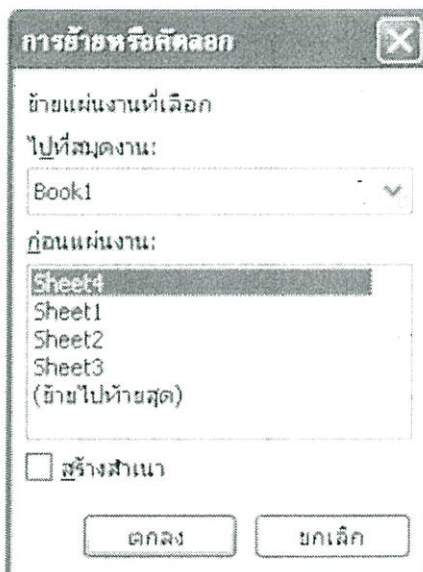 การย้ายหรือคัดลอก
ย้ายแผ่นงานที่เลือก
ไปที่สมุดงาน:
Book1
ก่อนแผ่นงาน:
Sheet4
Sheet1
Sheet2
Sheet3
(ย้ายไปท้ายสุด)
สร้างสำเนา
ตกลง ยกเลิก